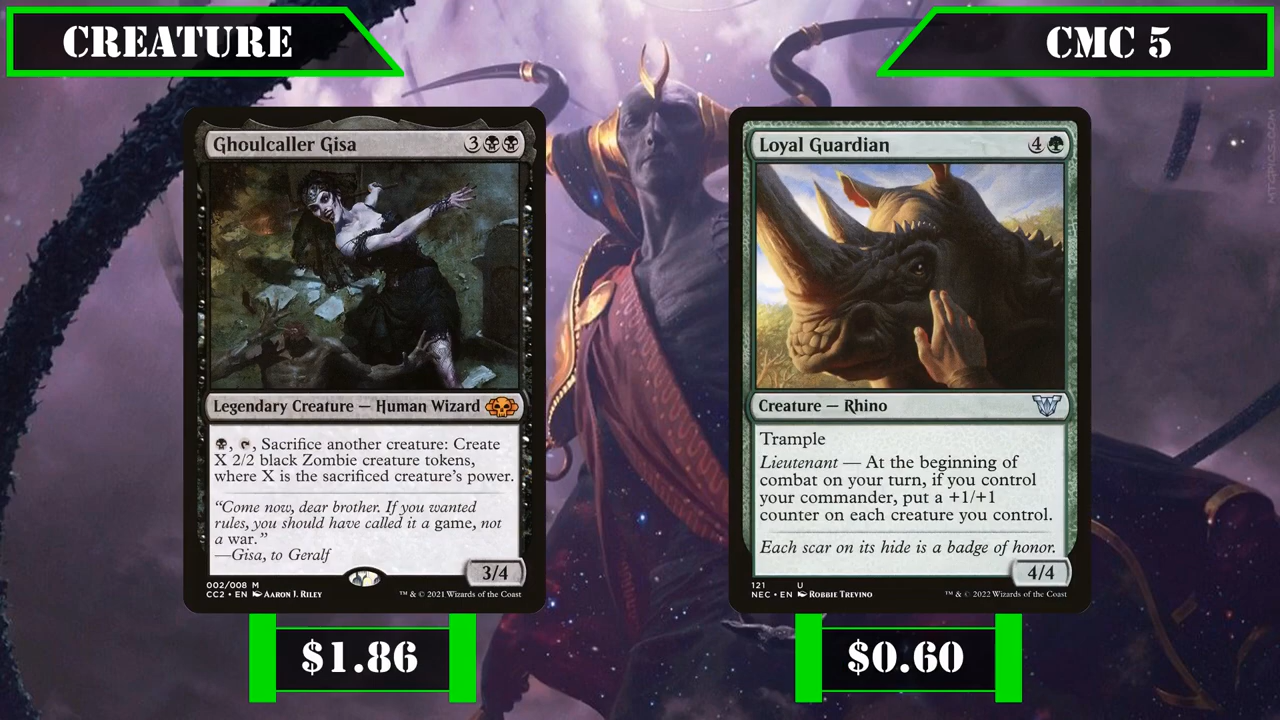 CREATURE
CMC 5
Ghoulcaller Gisa
3
Legendary Creature — Human Wizard
, , Sacrifice another creature: Create
X 2/2 black Zombie creature tokens,
where X is the sacrificed creature's power.
"Come now, dear brother. If you wanted
rules, you should have called it a game, not
a war."
—Gisa, to Geralf
3/4
002/008 M
CC2 • EN AARON J. RILEY
™ & © 2021 Wizards of the Coast
$1.86
Loyal Guardian
4
Creature — Rhino
Trample
Lieutenant — At the beginning of
combat on your turn, if you control
your commander, put a +1/+1
counter on each creature you control.
Each scar on its hide is a badge of honor.
4/4
121 U
NEC • EN ROBBIE TREVINO
™ & © 2022 Wizards of the Coast
$0.60
MTGPICS.COM